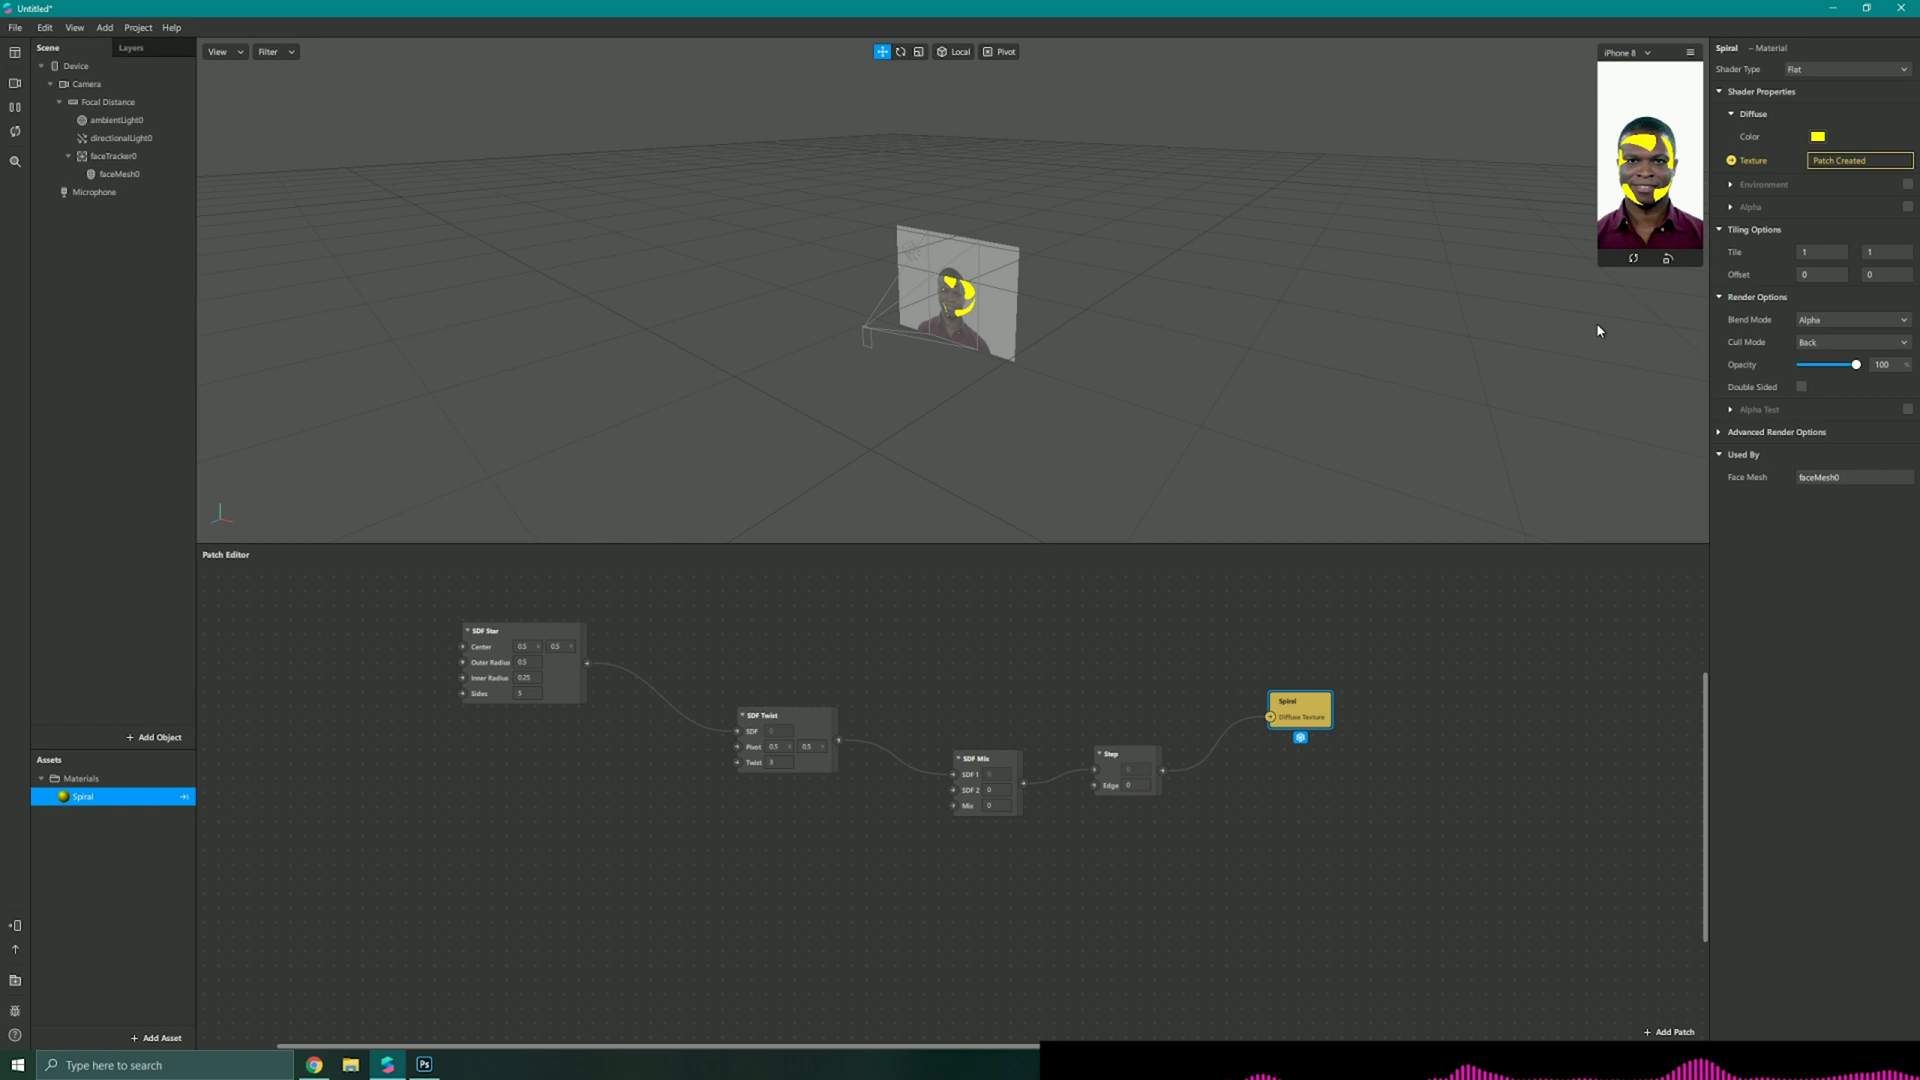 Untitled*
File Edit View Add Project Help
Scene Layers
Device
Camera
Focal Distance
ambientLight0
directionalLight0
faceTracker0
faceMesh0
Microphone
+ Add Object
Assets
Materials
Spiral
+ Add Asset
View Filter
Local Pivot
iPhone 8
Patch Editor
SDF Star
Center 0.5 0.5
Outer Radius 0.5
Inner Radius 0.25
Sides 5
SDF Twist
SDF 0
Pivot 0.5 0.5
Twist 3
SDF Mix
SDF 1 0
SDF 2 0
Mix 0
Step
0
Edge 0
Spiral
Diffuse Texture
+ Add Patch
Spiral – Material
Shader Type Flat
Shader Properties
Diffuse
Color
Texture Patch Created
Environment
Alpha
Tiling Options
Tile 1 1
Offset 0 0
Render Options
Blend Mode Alpha
Cull Mode Back
Opacity 100 %
Double Sided
Alpha Test
Advanced Render Options
Used By
Face Mesh faceMesh0
Type here to search
Ps